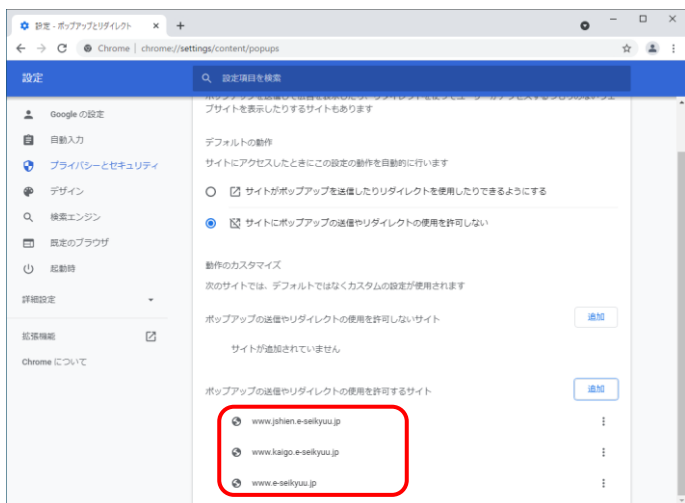 設定 - ポップアップとリダイレクト
Chrome | chrome://settings/content/popups
設定
設定項目を検索
Google の設定
自動入力
プライバシーとセキュリティ
デザイン
検索エンジン
既定のブラウザ
起動時
詳細設定
拡張機能
Chrome について
ブサイトを表示したりするサイトもあります
デフォルトの動作
サイトにアクセスしたときにこの設定の動作を自動的に行います
サイトがポップアップを送信したりリダイレクトを使用したりできるようにする
サイトにポップアップの送信やリダイレクトの使用を許可しない
動作のカスタマイズ
次のサイトでは、デフォルトではなくカスタムの設定が使用されます
ポップアップの送信やリダイレクトの使用を許可しないサイト
追加
サイトが追加されていません
ポップアップの送信やリダイレクトの使用を許可するサイト
追加
www.jshien.e-seikyuu.jp
www.kaigo.e-seikyuu.jp
www.e-seikyuu.jp